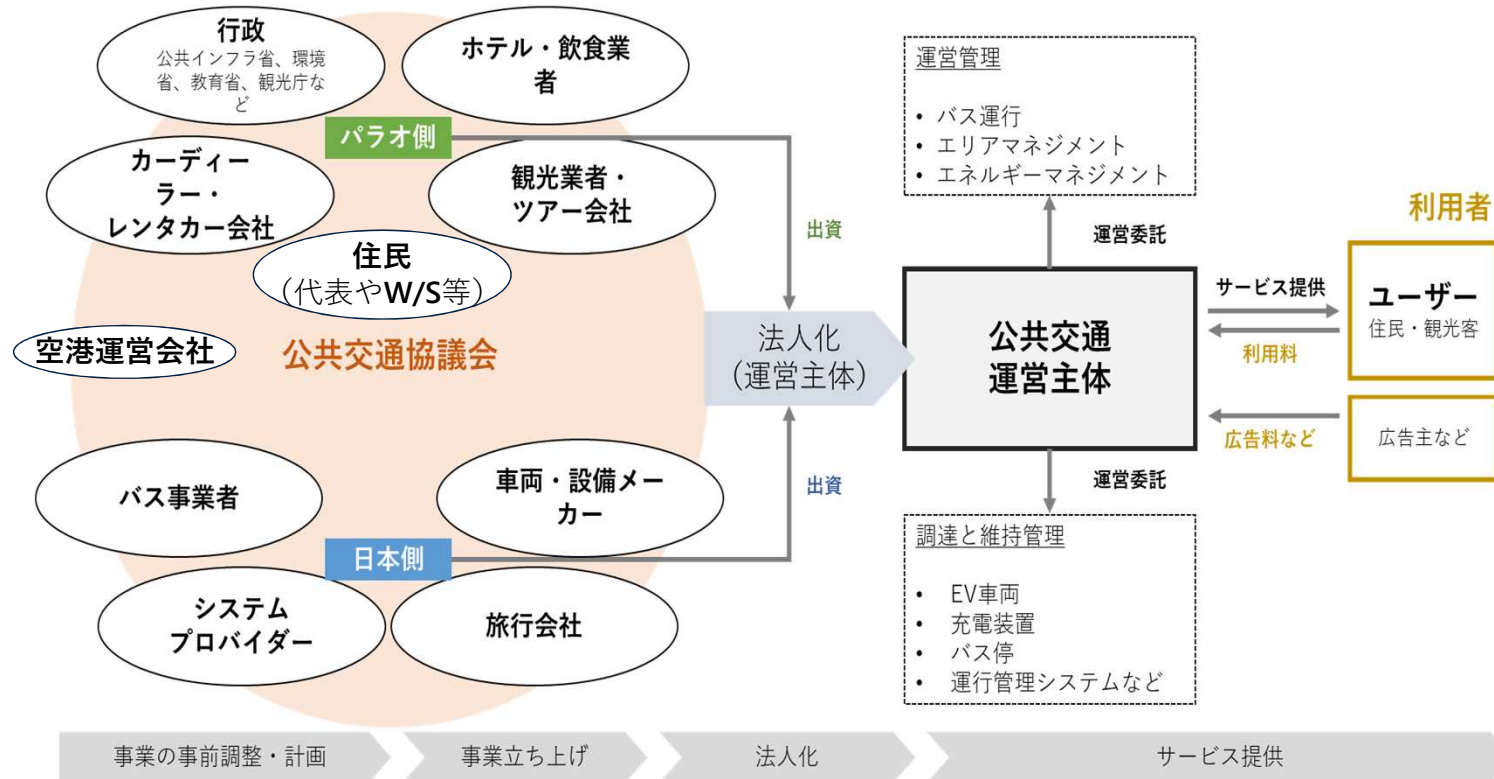 行政
公共インフラ省、環境
省、教育省、観光庁な
ど
ホテル・飲食業
者
パラオ側
カーディー
ラー・
レンタカー会社
観光業者・
ツアー会社
住民
（代表やW/S等）
空港運営会社
公共交通協議会
バス事業者
車両・設備メー
カー
日本側
システム
プロバイダー
旅行会社
出資
法人化
（運営主体）
出資
運営管理
• バス運行
• エリアマネジメント
• エネルギーマネジメント
運営委託
公共交通
運営主体
運営委託
調達と維持管理
• EV車両
• 充電装置
• バス停
• 運行管理システムなど
サービス提供
利用料
広告料など
利用者
ユーザー
住民・観光客
広告主など
事業の事前調整・計画
事業立ち上げ
法人化
サービス提供